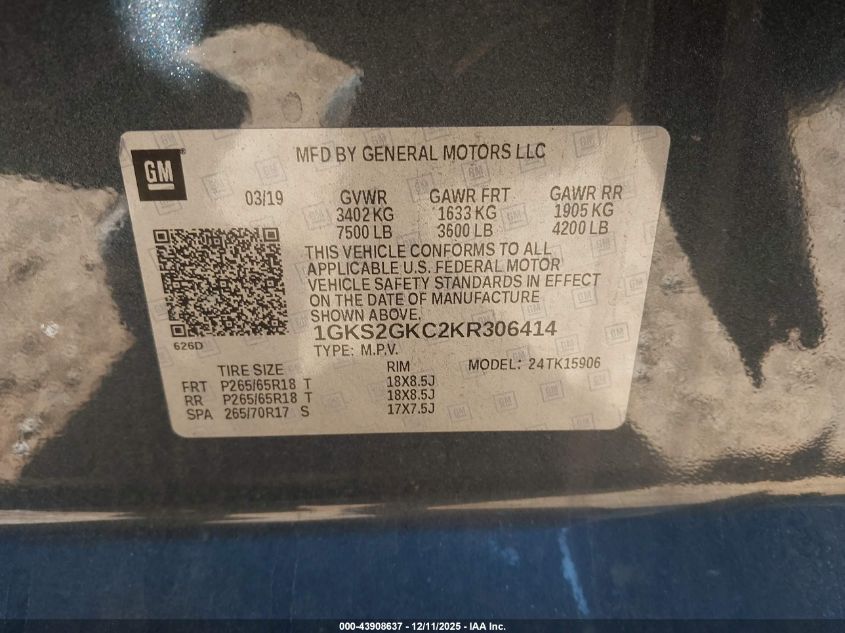 GM
MFD BY GENERAL MOTORS LLC
03/19 GVWR GAWR FRT GAWR RR
3402 KG 1633 KG 1905 KG
7500 LB 3600 LB 4200 LB
THIS VEHICLE CONFORMS TO ALL
APPLICABLE U.S. FEDERAL MOTOR
VEHICLE SAFETY STANDARDS IN EFFECT
ON THE DATE OF MANUFACTURE
SHOWN ABOVE.
1GKS2GKC2KR306414
626D
TYPE: M.P.V. MODEL: 24TK15906
TIRE SIZE RIM
FRT P265/65R18 T 18X8.5J
RR P265/65R18 T 18X8.5J
SPA 265/70R17 S 17X7.5J
000-43908637 - 12/11/2025 - IAA Inc.